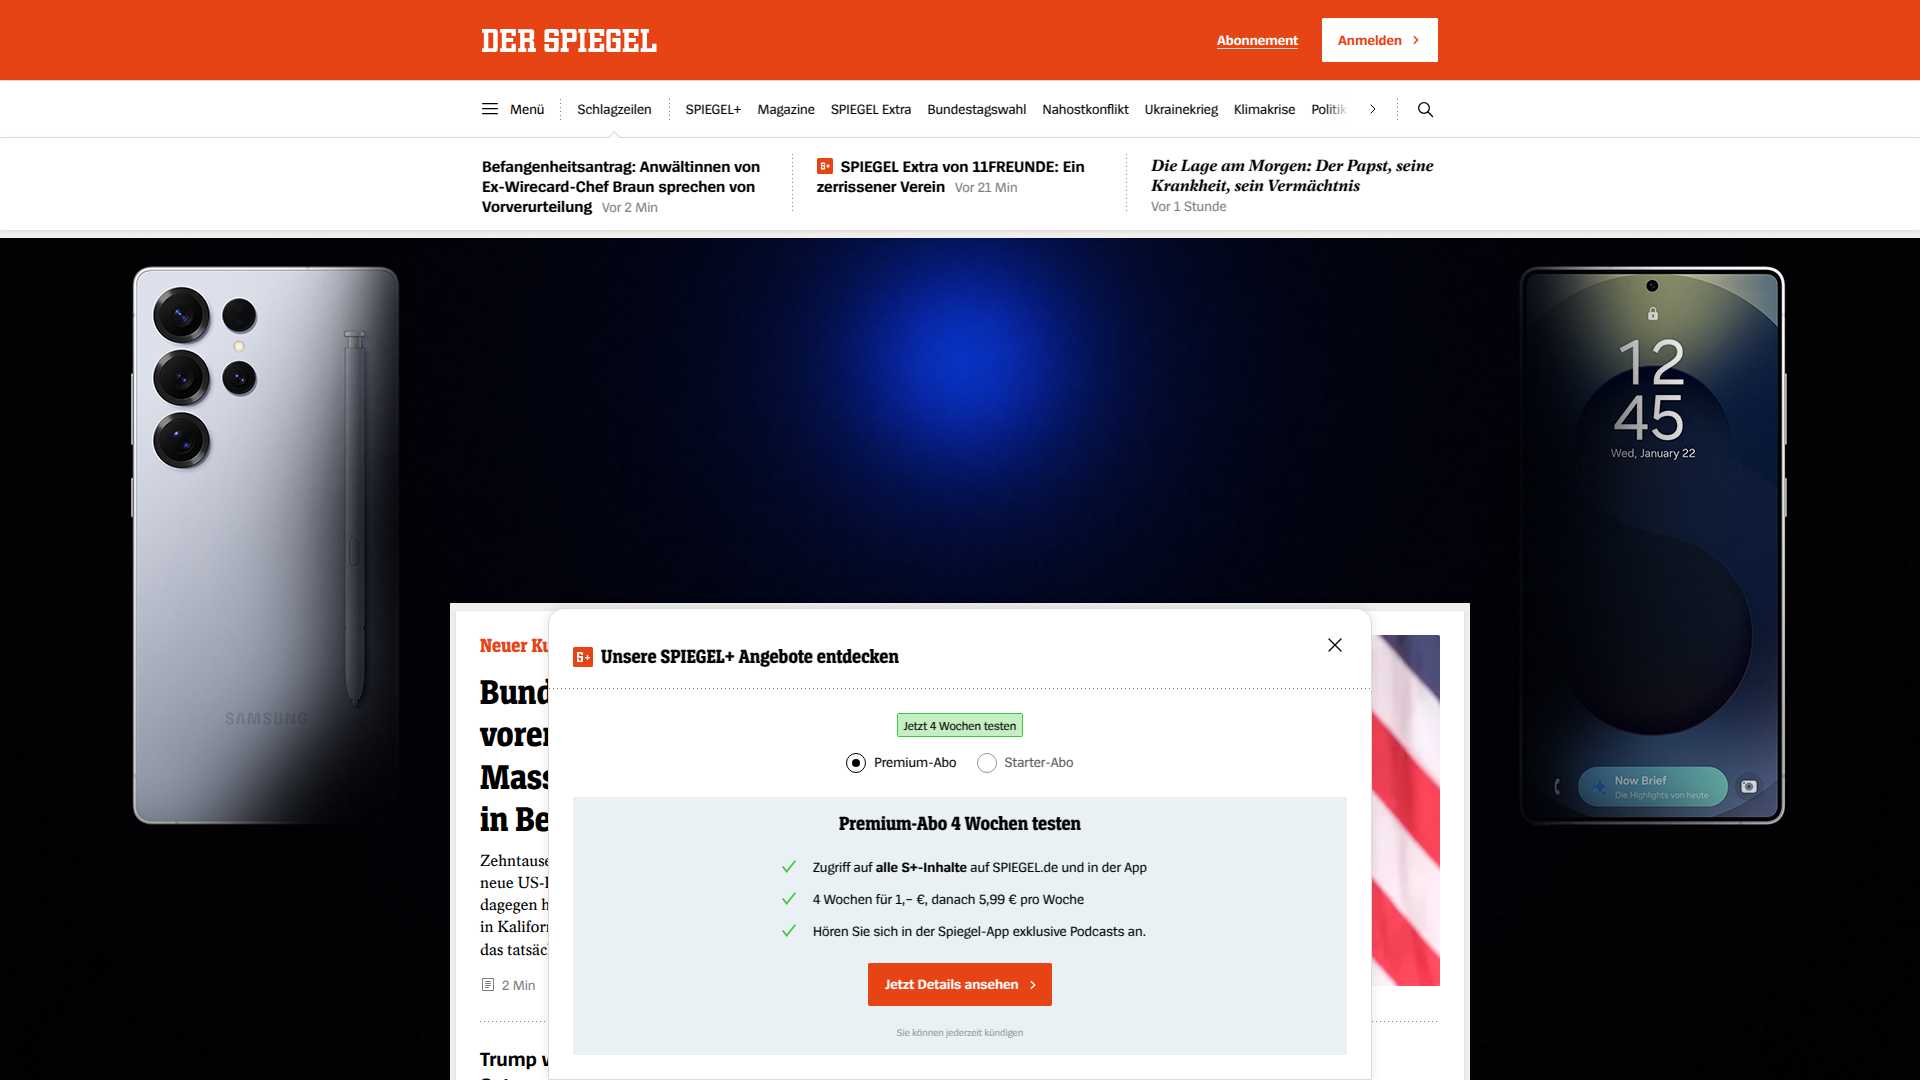 DER SPIEGEL
Abonnement
Anmelden
Menü
Schlagzeilen
SPIEGEL+
Magazine
SPIEGEL Extra
Bundestagswahl
Nahostkonflikt
Ukrainekrieg
Klimakrise
Politik
Befangenheitsantrag: Anwältinnen von
Ex-Wirecard-Chef Braun sprechen von
Vorverurteilung Vor 2 Min
S+ SPIEGEL Extra von 11FREUNDE: Ein
zerrissener Verein Vor 21 Min
Die Lage am Morgen: Der Papst, seine
Krankheit, sein Vermächtnis
Vor 1 Stunde
SAMSUNG
12
45
Wed, January 22
Now Brief
Die Highlights von heute
Neuer Ku
Bund
vorer
Mass
in Be
Zehntause
neue US-
dagegen h
in Kaliforn
das tatsäc
2 Min
Trump
S+ Unsere SPIEGEL+ Angebote entdecken
Jetzt 4 Wochen testen
Premium-Abo
Starter-Abo
Premium-Abo 4 Wochen testen
Zugriff auf alle S+-Inhalte auf SPIEGEL.de und in der App
4 Wochen für 1,– €, danach 5,99 € pro Woche
Hören Sie sich in der Spiegel-App exklusive Podcasts an.
Jetzt Details ansehen
Sie können jederzeit kündigen